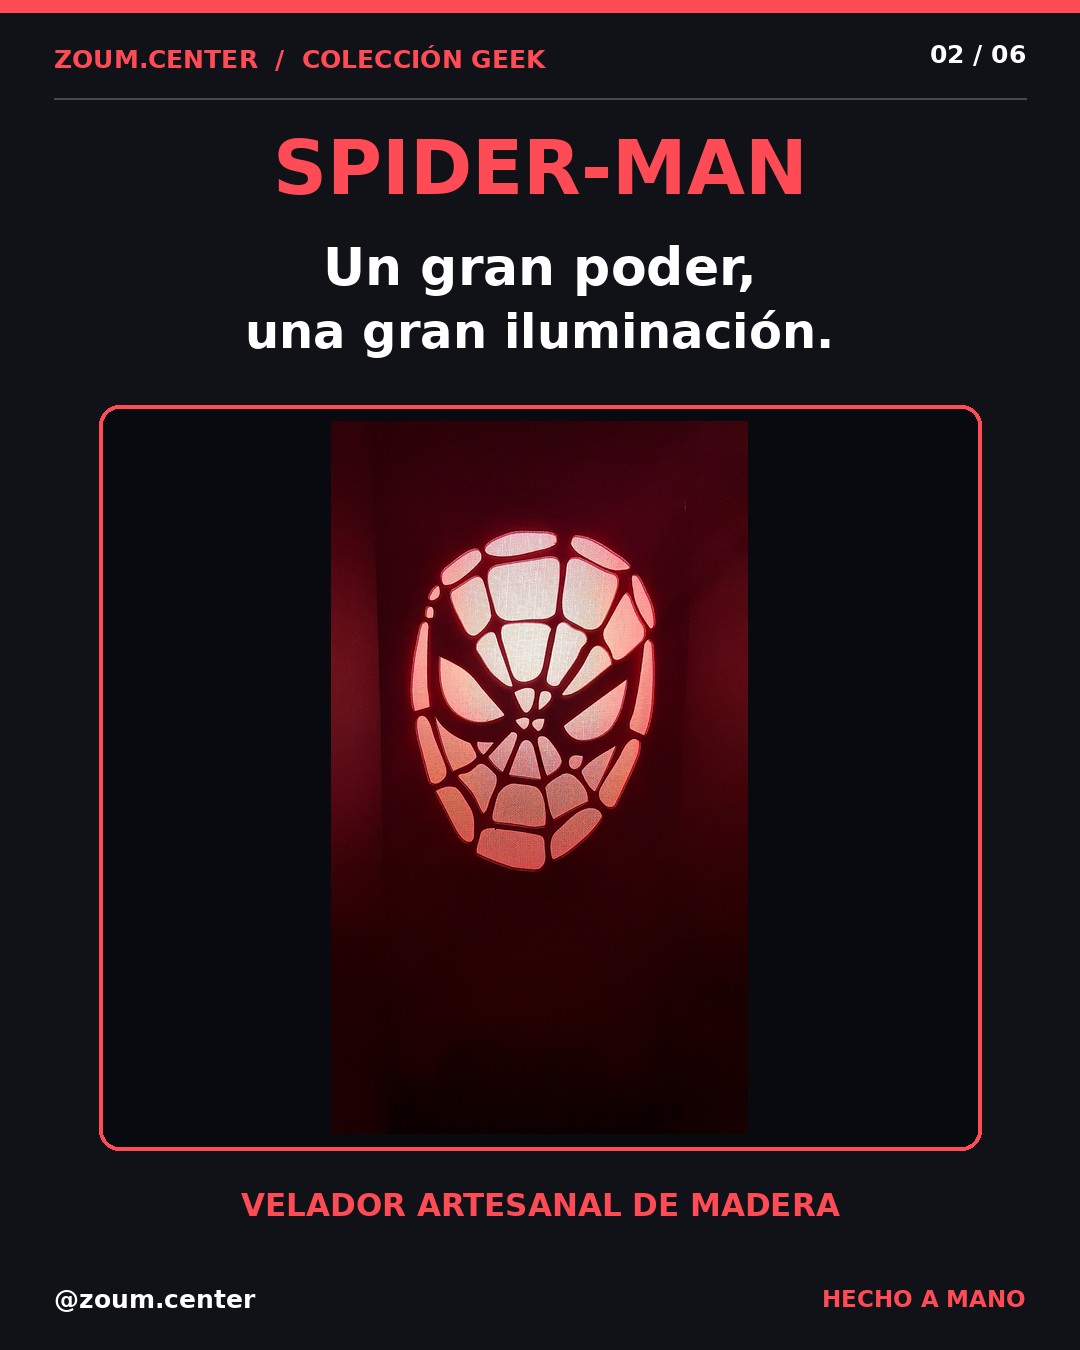 ZOUM.CENTER / COLECCIÓN GEEK
02 / 06
SPIDER-MAN
Un gran poder,
una gran iluminación.
VELADOR ARTESANAL DE MADERA
@zoum.center
HECHO A MANO